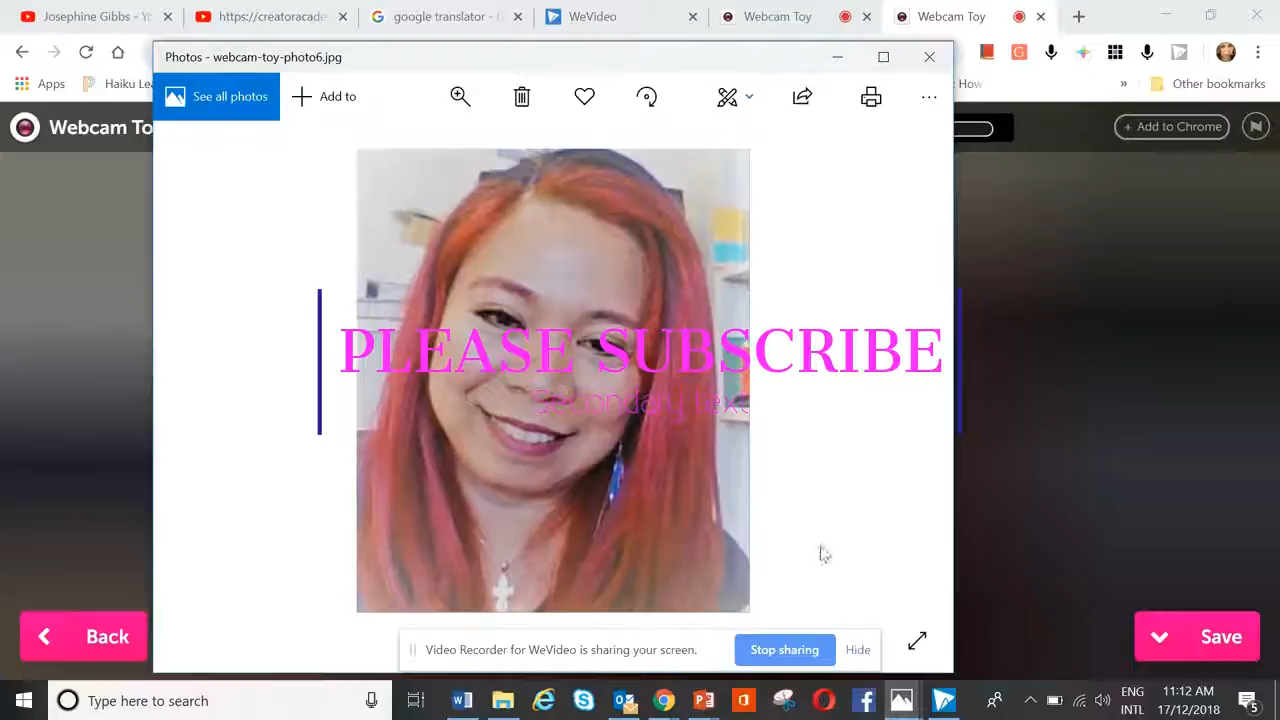 Josephine Gibbs - Y
https://creatoracade
google translator -
WeVideo
Webcam Toy
Webcam Toy
Apps
Haiku Le
How
»
Other bookmarks
Photos - webcam-toy-photo6.jpg
See all photos
Add to
Webcam To
+ Add to Chrome
PLEASE SUBSCRIBE
Secondary text
Back
Save
Video Recorder for WeVideo is sharing your screen.
Stop sharing
Hide
Type here to search
ENG
INTL
11:12 AM
17/12/2018
5